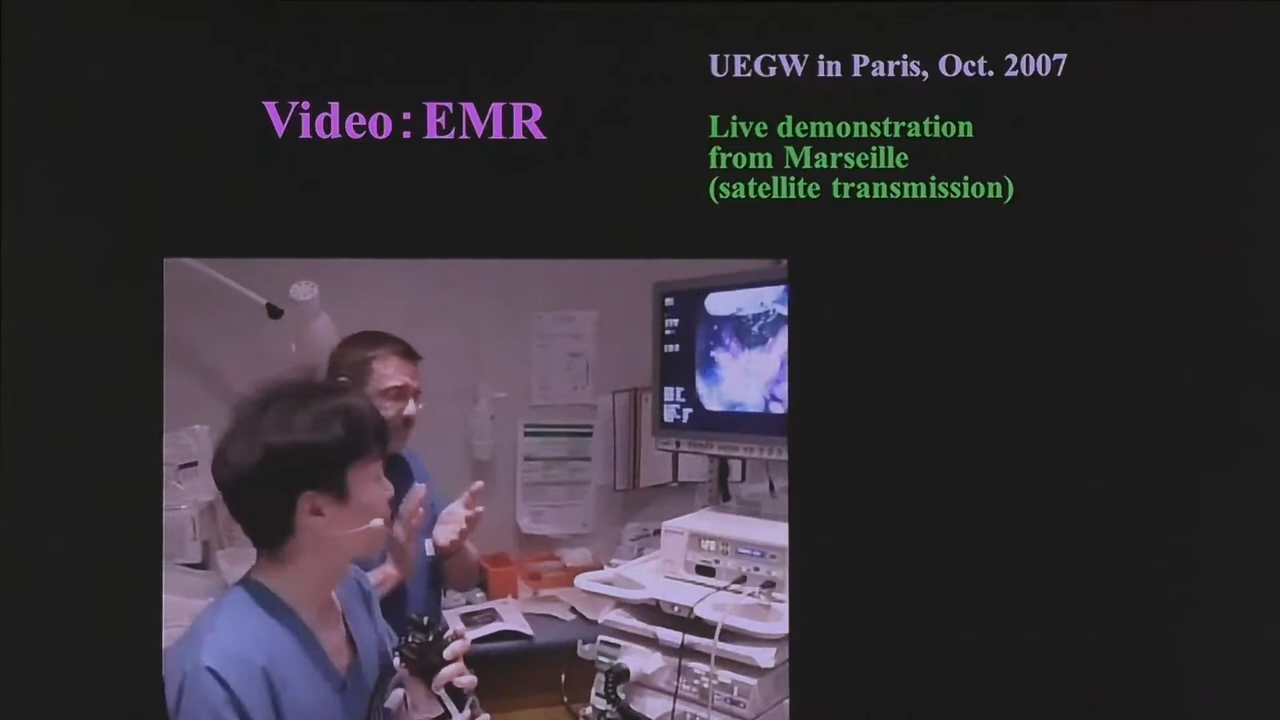 UEGW in Paris, Oct. 2007
Video : EMR
Live demonstration
from Marseille
(satellite transmission)